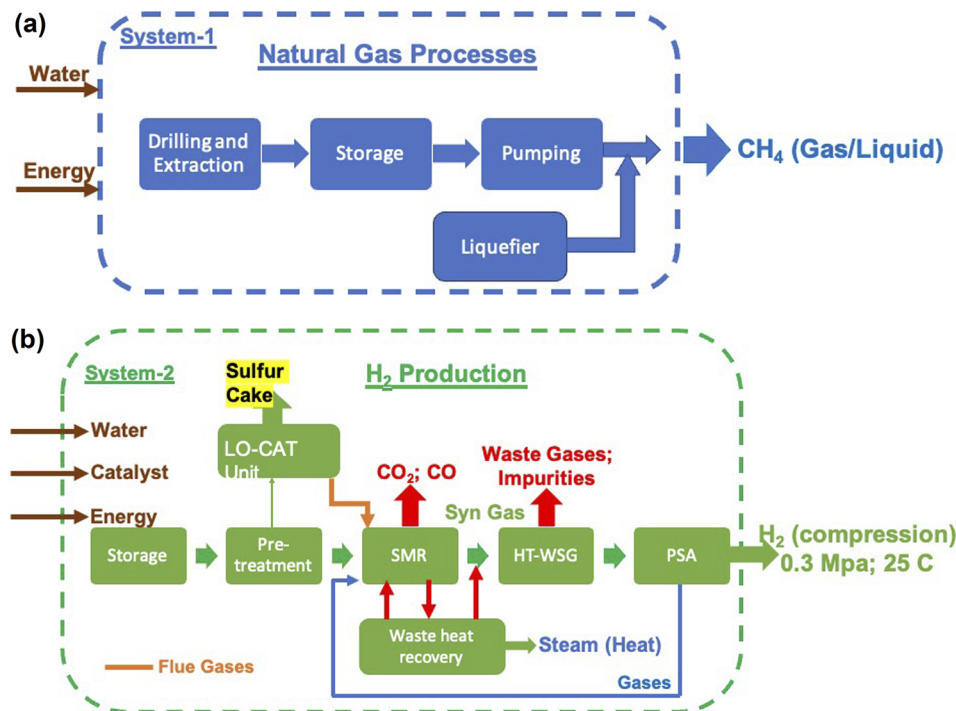 (a)
System-1
Natural Gas Processes
Water
Energy
Drilling and
Extraction
Storage
Pumping
CH₄ (Gas/Liquid)
Liquefier
(b)
System-2
H₂ Production
Sulfur
Cake
Water
Catalyst
Energy
LO-CAT
Unit
CO₂; CO
Waste Gases;
Impurities
Syn Gas
Storage
Pre-
treatment
SMR
HT-WSG
PSA
H₂ (compression)
0.3 Mpa; 25 C
Waste heat
recovery
Steam (Heat)
Flue Gases
Gases